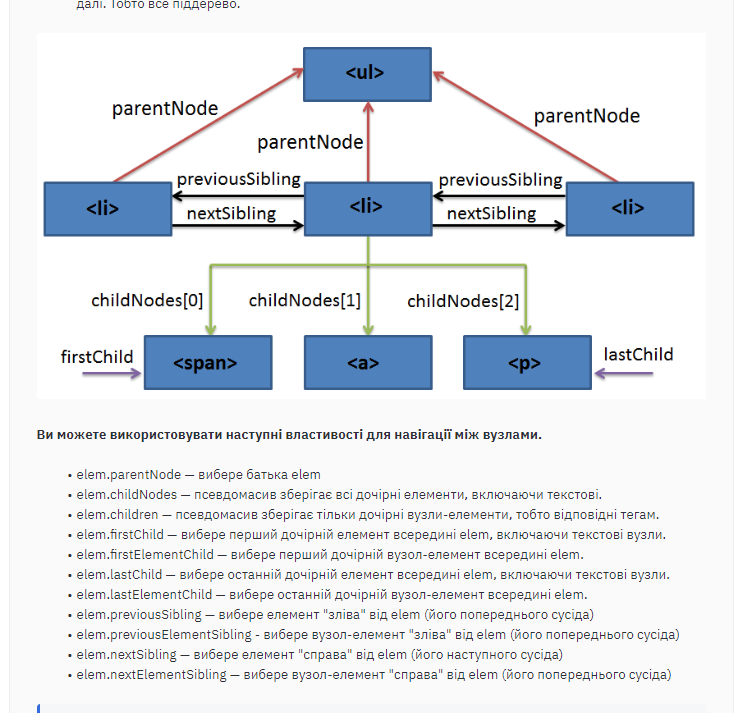 далі. Тобто все піддерево.
<ul>
parentNode
parentNode
parentNode
previousSibling
previousSibling
<li>
<li>
<li>
nextSibling
nextSibling
childNodes[0]
childNodes[1]
childNodes[2]
firstChild
<span>
<a>
<p>
lastChild
Ви можете використовувати наступні властивості для навігації між вузлами.
• elem.parentNode — вибере батька elem
• elem.childNodes — псевдомасив зберігає всі дочірні елементи, включаючи текстові.
• elem.children — псевдомасив зберігає тільки дочірні вузли-елементи, тобто відповідні тегам.
• elem.firstChild — вибере перший дочірній елемент всередині elem, включаючи текстові вузли.
• elem.firstElementChild — вибере перший дочірній вузол-елемент всередині elem.
• elem.lastChild — вибере останній дочірній елемент всередині elem, включаючи текстові вузли.
• elem.lastElementChild — вибере останній дочірній вузол-елемент всередині elem.
• elem.previousSibling — вибере елемент "зліва" від elem (його попереднього сусіда)
• elem.previousElementSibling - вибере вузол-елемент "зліва" від elem (його попереднього сусіда)
• elem.nextSibling — вибере елемент "справа" від elem (його наступного сусіда)
• elem.nextElementSibling — вибере вузол-елемент "справа" від elem (його попереднього сусіда)